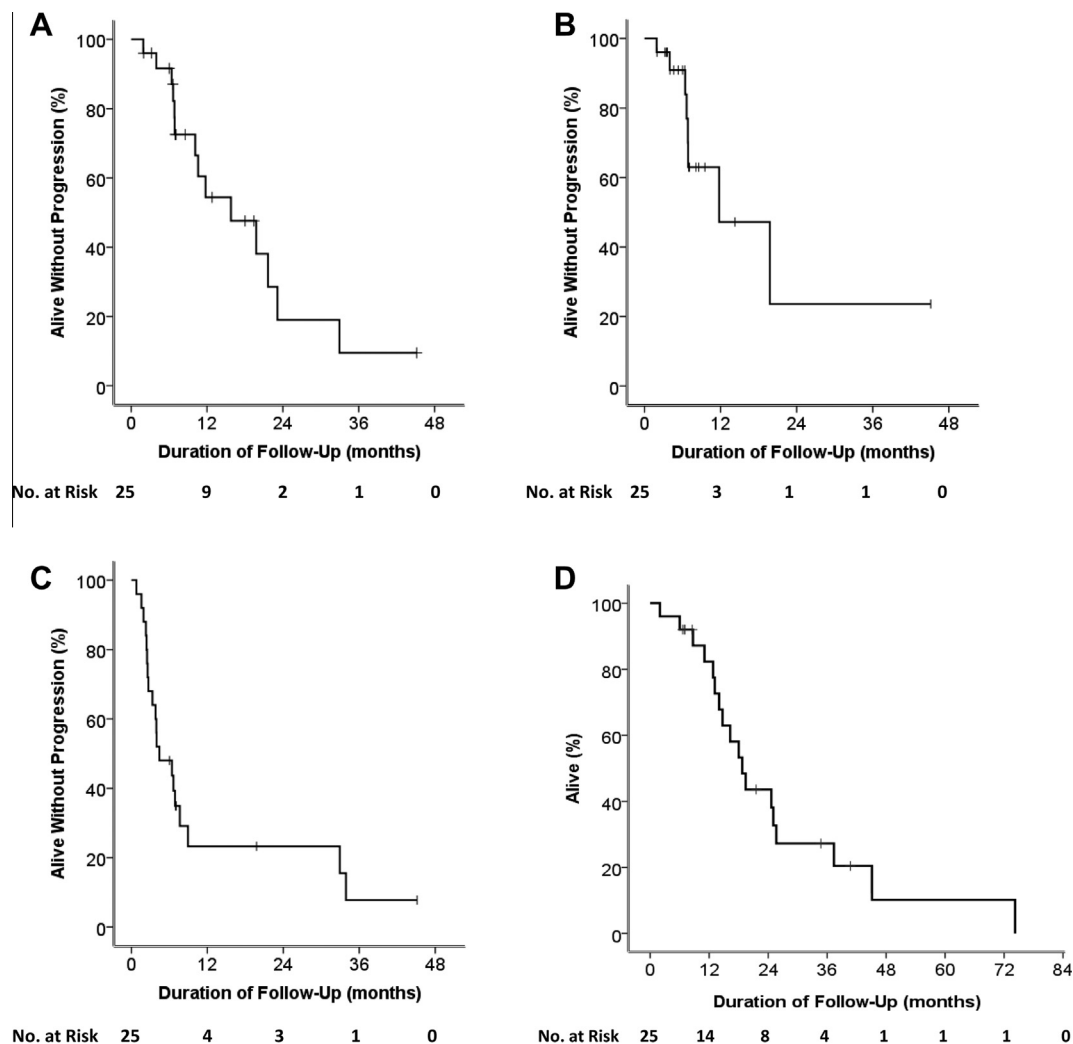 A
Alive Without Progression (%)
100
80
60
40
20
0
0 12 24 36 48
Duration of Follow-Up (months)
No. at Risk 25 9 2 1 0
B
Alive Without Progression (%)
100
80
60
40
20
0
0 12 24 36 48
Duration of Follow-Up (months)
No. at Risk 25 3 1 1 0
C
Alive Without Progression (%)
100
80
60
40
20
0
0 12 24 36 48
Duration of Follow-Up (months)
No. at Risk 25 4 3 1 0
D
Alive (%)
100
80
60
40
20
0
0 12 24 36 48 60 72 84
Duration of Follow-Up (months)
No. at Risk 25 14 8 4 1 1 1 0